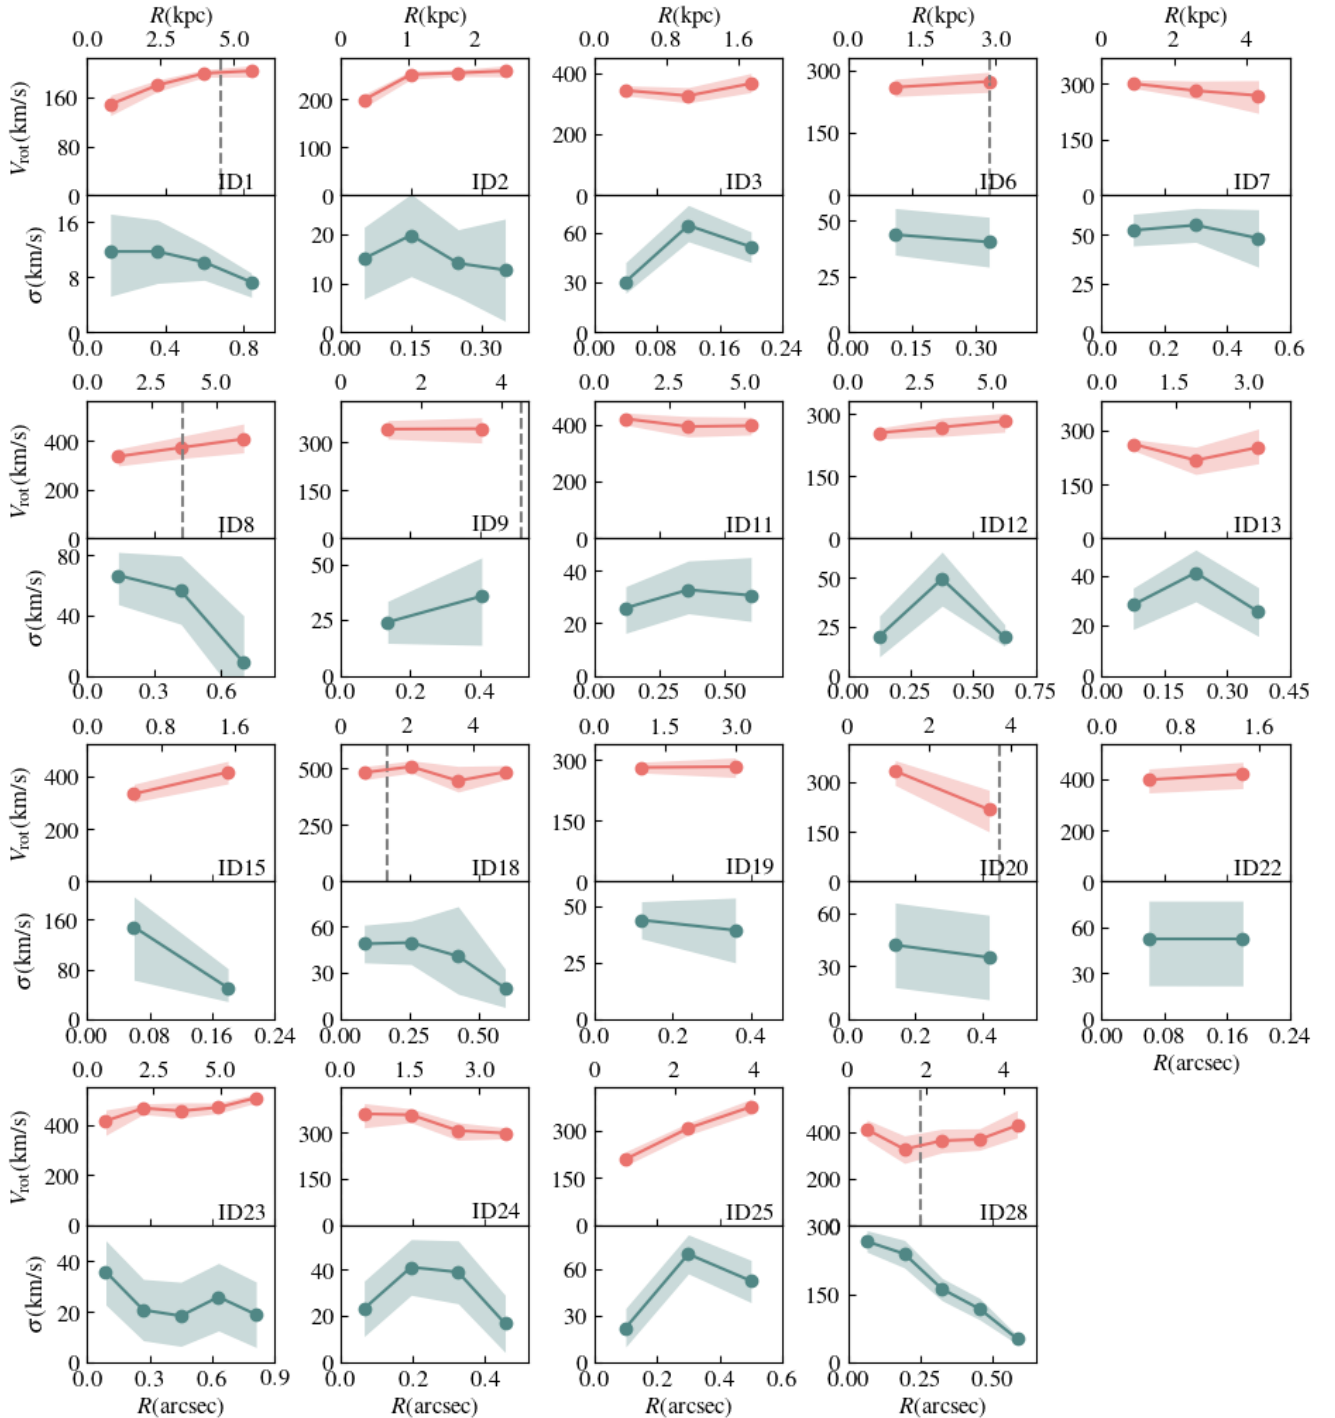 R(kpc) R(kpc) R(kpc) R(kpc) R(kpc)
0.0 2.5 5.0 0 1 2 0.0 0.8 1.6 0.0 1.5 3.0 0 2 4
Vrot(km/s) 160 80 0 ID1 200 100 0 ID2 400 200 0 ID3 300 150 0 ID6 300 150 0 ID7
σ(km/s) 16 8 0 20 10 0 60 30 0 50 25 0 50 25 0
0.0 0.4 0.8 0.00 0.15 0.30 0.00 0.08 0.16 0.24 0.00 0.15 0.30 0.0 0.2 0.4 0.6
0.0 2.5 5.0 0 2 4 0.0 2.5 5.0 0.0 2.5 5.0 0.0 1.5 3.0
Vrot(km/s) 400 200 0 ID8 300 150 0 ID9 400 200 0 ID11 300 150 0 ID12 300 150 0 ID13
σ(km/s) 80 40 0 50 25 0 40 20 0 50 25 0 40 20 0
0.0 0.3 0.6 0.0 0.2 0.4 0.00 0.25 0.50 0.00 0.25 0.50 0.75 0.00 0.15 0.30 0.45
0.0 0.8 1.6 0 2 4 0.0 1.5 3.0 0 2 4 0.0 0.8 1.6
Vrot(km/s) 400 200 0 ID15 500 250 0 ID18 300 150 0 ID19 300 150 0 ID20 400 200 0 ID22
σ(km/s) 160 80 0 60 30 0 50 25 0 60 30 0 60 30 0
0.00 0.08 0.16 0.24 0.00 0.25 0.50 0.0 0.2 0.4 0.0 0.2 0.4 0.00 0.08 0.16 0.24
R(arcsec)
0.0 2.5 5.0 0.0 1.5 3.0 0 2 4 0 2 4
Vrot(km/s) 400 200 0 ID23 300 150 0 ID24 300 150 0 ID25 400 200 0 ID28
σ(km/s) 40 20 0 40 20 0 60 30 0 300 150 0
0.0 0.3 0.6 0.9 0.0 0.2 0.4 0.0 0.2 0.4 0.6 0.00 0.25 0.50
R(arcsec) R(arcsec) R(arcsec) R(arcsec)